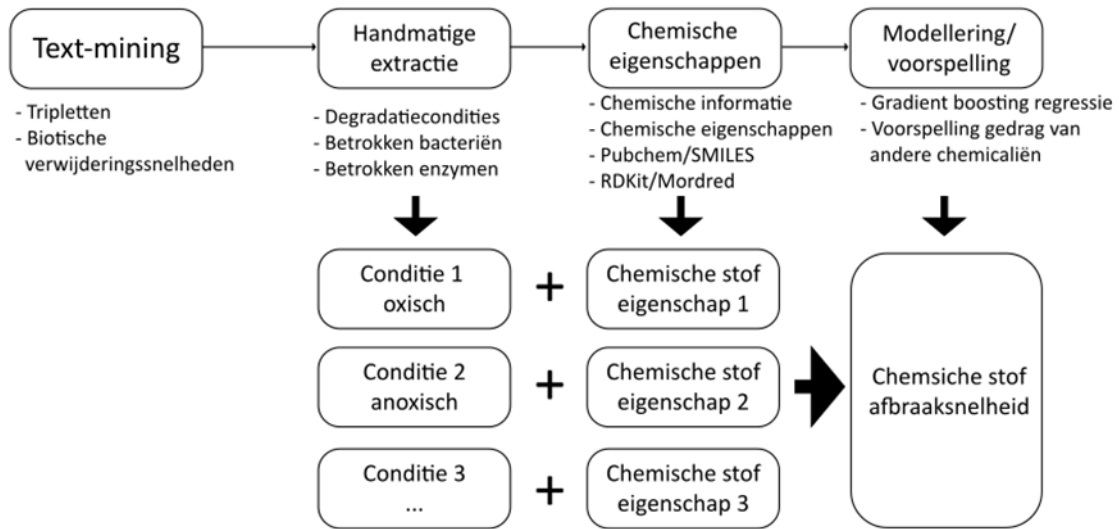 Text-mining
- Tripletten
- Biotische
verwijderingssnelheden
Handmatige
extractie
- Degradatiecondities
- Betrokken bacteriën
- Betrokken enzymen
Chemische
eigenschappen
- Chemische informatie
- Chemische eigenschappen
- Pubchem/SMILES
- RDKit/Mordred
Modellering/
voorspelling
- Gradient boosting regressie
- Voorspelling gedrag van
andere chemicaliën
Conditie 1
oxisch
+
Chemische stof
eigenschap 1
Conditie 2
anoxisch
+
Chemische stof
eigenschap 2
Conditie 3
...
+
Chemische stof
eigenschap 3
Chemsiche stof
afbraaksnelheid